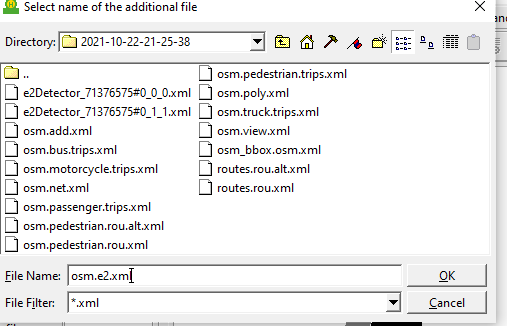 Select name of the additional file
Directory: 2021-10-22-21-25-38
..
e2Detector_71376575#0_0_0.xml
e2Detector_71376575#0_1_1.xml
osm.add.xml
osm.bus.trips.xml
osm.motorcycle.trips.xml
osm.net.xml
osm.passenger.trips.xml
osm.pedestrian.rou.alt.xml
osm.pedestrian.rou.xml
osm.pedestrian.trips.xml
osm.poly.xml
osm.truck.trips.xml
osm.view.xml
osm_bbox.osm.xml
routes.rou.alt.xml
routes.rou.xml
File Name: osm.e2.xml
OK
File Filter: *.xml
Cancel